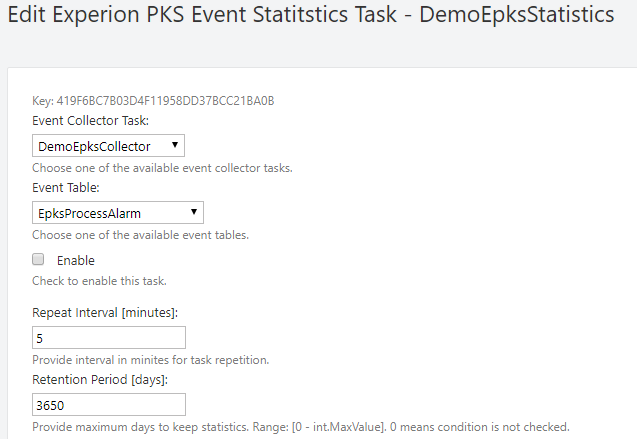 Edit Experion PKS Event Statitstics Task - DemoEpksStatistics
Key: 419F6BC7B03D4F11958DD37BCC21BA0B
Event Collector Task:
DemoEpksCollector
Choose one of the available event collector tasks.
Event Table:
EpksProcessAlarm
Choose one of the available event tables.
Enable
Check to enable this task.
Repeat Interval [minutes]:
5
Provide interval in minites for task repetition.
Retention Period [days]:
3650
Provide maximum days to keep statistics. Range: [0 - int.MaxValue]. 0 means condition is not checked.